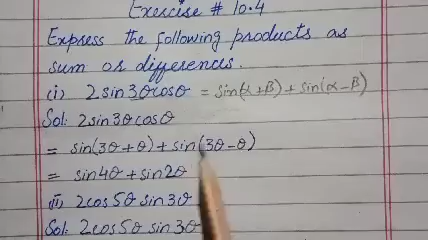 Exercise # 10.4
Express the following products as
sum or differences.
(i) 2sin3θcosθ = sin(α+β)+sin(α-β)
Sol: 2sin3θcosθ
= sin(3θ+θ)+sin(3θ-θ)
= sin4θ+sin2θ
(ii) 2cos5θ sin3θ
Sol: 2cos5θ sin3θ